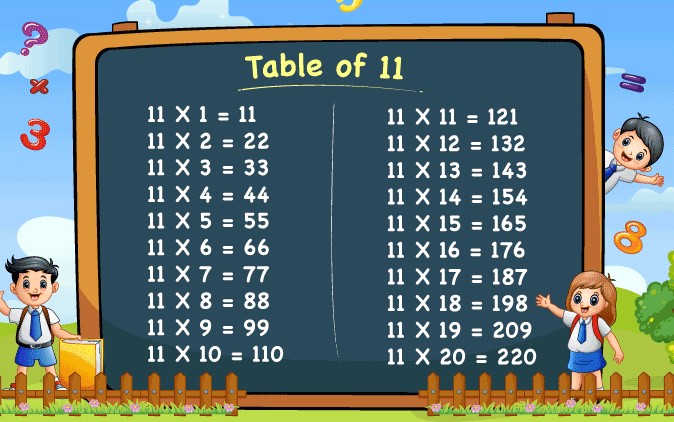 Table of 11
11 X 1 = 11
11 X 2 = 22
11 X 3 = 33
11 X 4 = 44
11 X 5 = 55
11 X 6 = 66
11 X 7 = 77
11 X 8 = 88
11 X 9 = 99
11 X 10 = 110
11 X 11 = 121
11 X 12 = 132
11 X 13 = 143
11 X 14 = 154
11 X 15 = 165
11 X 16 = 176
11 X 17 = 187
11 X 18 = 198
11 X 19 = 209
11 X 20 = 220
?
×
3
=
8